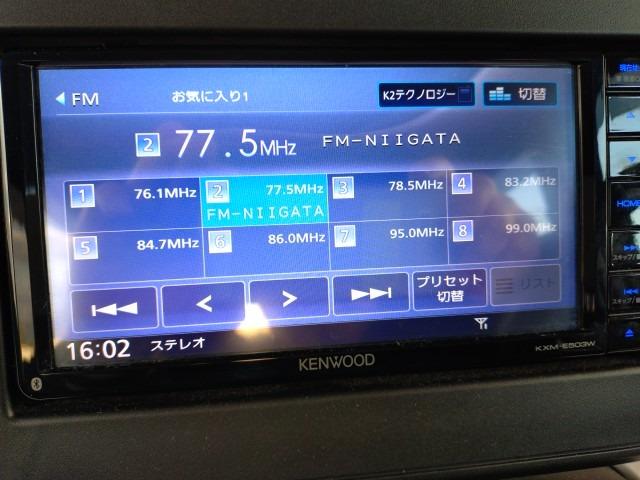 FM お気に入り1 K2テクノロジー 切替
2 77.5MHz FM-NIIGATA
1 76.1MHz 2 77.5MHz 3 78.5MHz 4 83.2MHz
FM-NIIGATA
5 84.7MHz 6 86.0MHz 7 95.0MHz 8 99.0MHz
プリセット
切替
リスト
16:02 ステレオ
KENWOOD
KXM-E503W
現在地
HOME